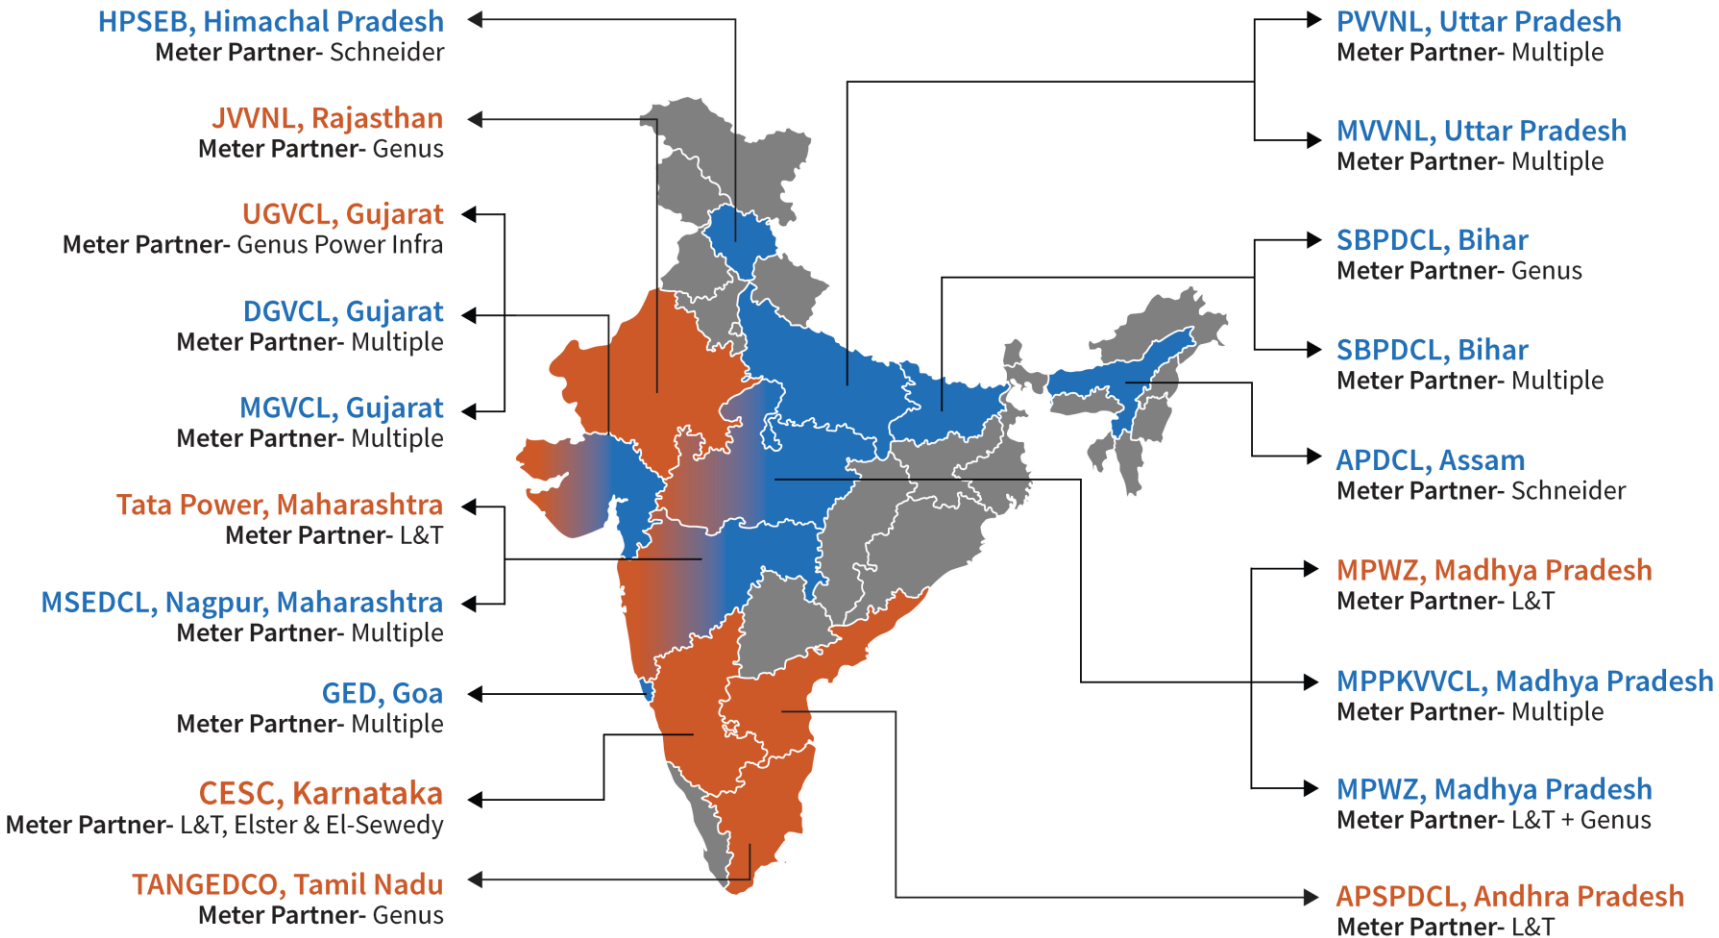 HPSEB, Himachal Pradesh
Meter Partner- Schneider
JVVNL, Rajasthan
Meter Partner- Genus
UGVCL, Gujarat
Meter Partner- Genus Power Infra
DGVCL, Gujarat
Meter Partner- Multiple
MGVCL, Gujarat
Meter Partner- Multiple
Tata Power, Maharashtra
Meter Partner- L&T
MSEDCL, Nagpur, Maharashtra
Meter Partner- Multiple
GED, Goa
Meter Partner- Multiple
CESC, Karnataka
Meter Partner- L&T, Elster & El-Sewedy
TANGEDCO, Tamil Nadu
Meter Partner- Genus
PVVNL, Uttar Pradesh
Meter Partner- Multiple
MVVNL, Uttar Pradesh
Meter Partner- Multiple
SBPDCL, Bihar
Meter Partner- Genus
SBPDCL, Bihar
Meter Partner- Multiple
APDCL, Assam
Meter Partner- Schneider
MPWZ, Madhya Pradesh
Meter Partner- L&T
MPPKVVCL, Madhya Pradesh
Meter Partner- Multiple
MPWZ, Madhya Pradesh
Meter Partner- L&T + Genus
APSPDCL, Andhra Pradesh
Meter Partner- L&T